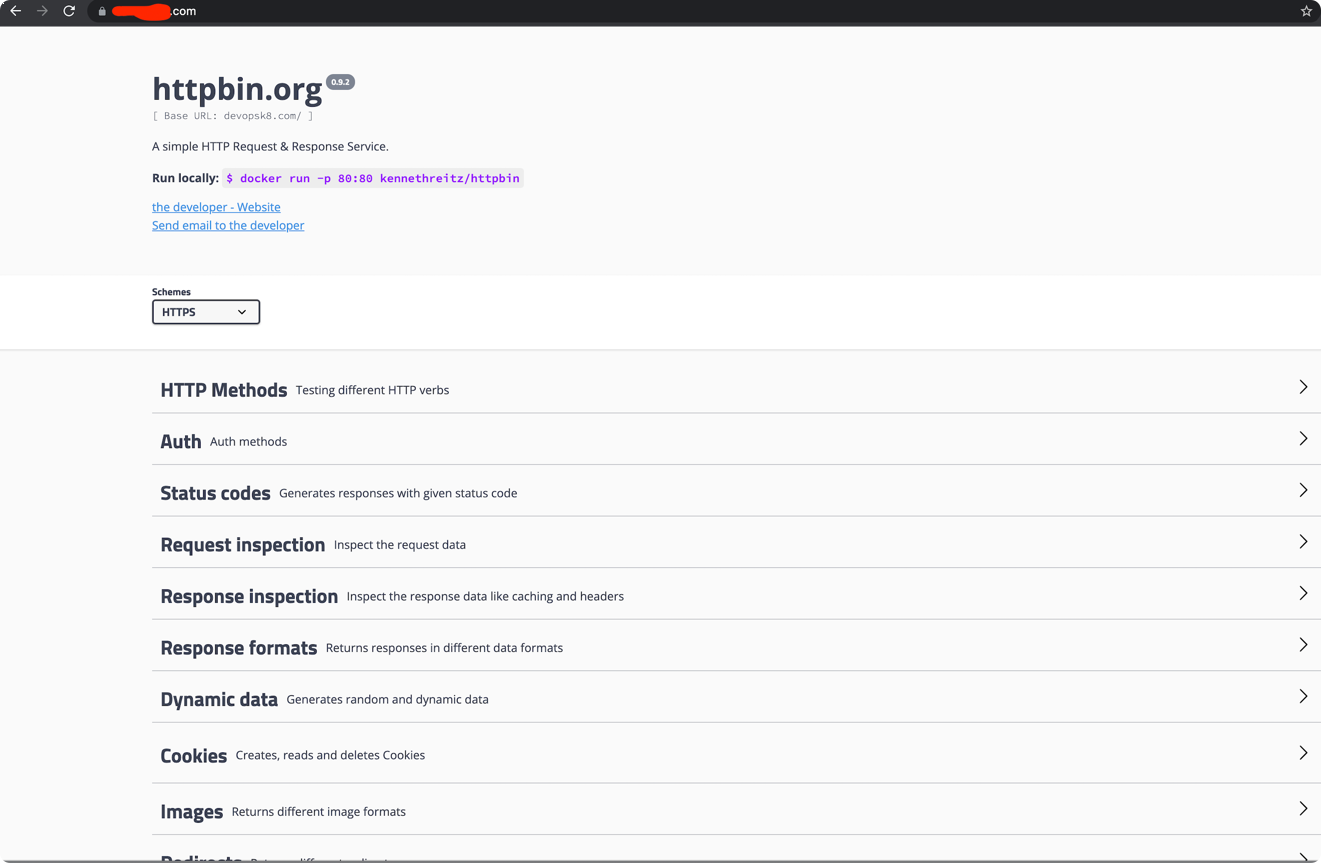 .com
httpbin.org 0.9.2
[ Base URL: devopsk8.com/ ]
A simple HTTP Request & Response Service.
Run locally: $ docker run -p 80:80 kennethreitz/httpbin
the developer - Website
Send email to the developer
Schemes
HTTPS
HTTP Methods Testing different HTTP verbs
Auth Auth methods
Status codes Generates responses with given status code
Request inspection Inspect the request data
Response inspection Inspect the response data like caching and headers
Response formats Returns responses in different data formats
Dynamic data Generates random and dynamic data
Cookies Creates, reads and deletes Cookies
Images Returns different image formats
Redirects